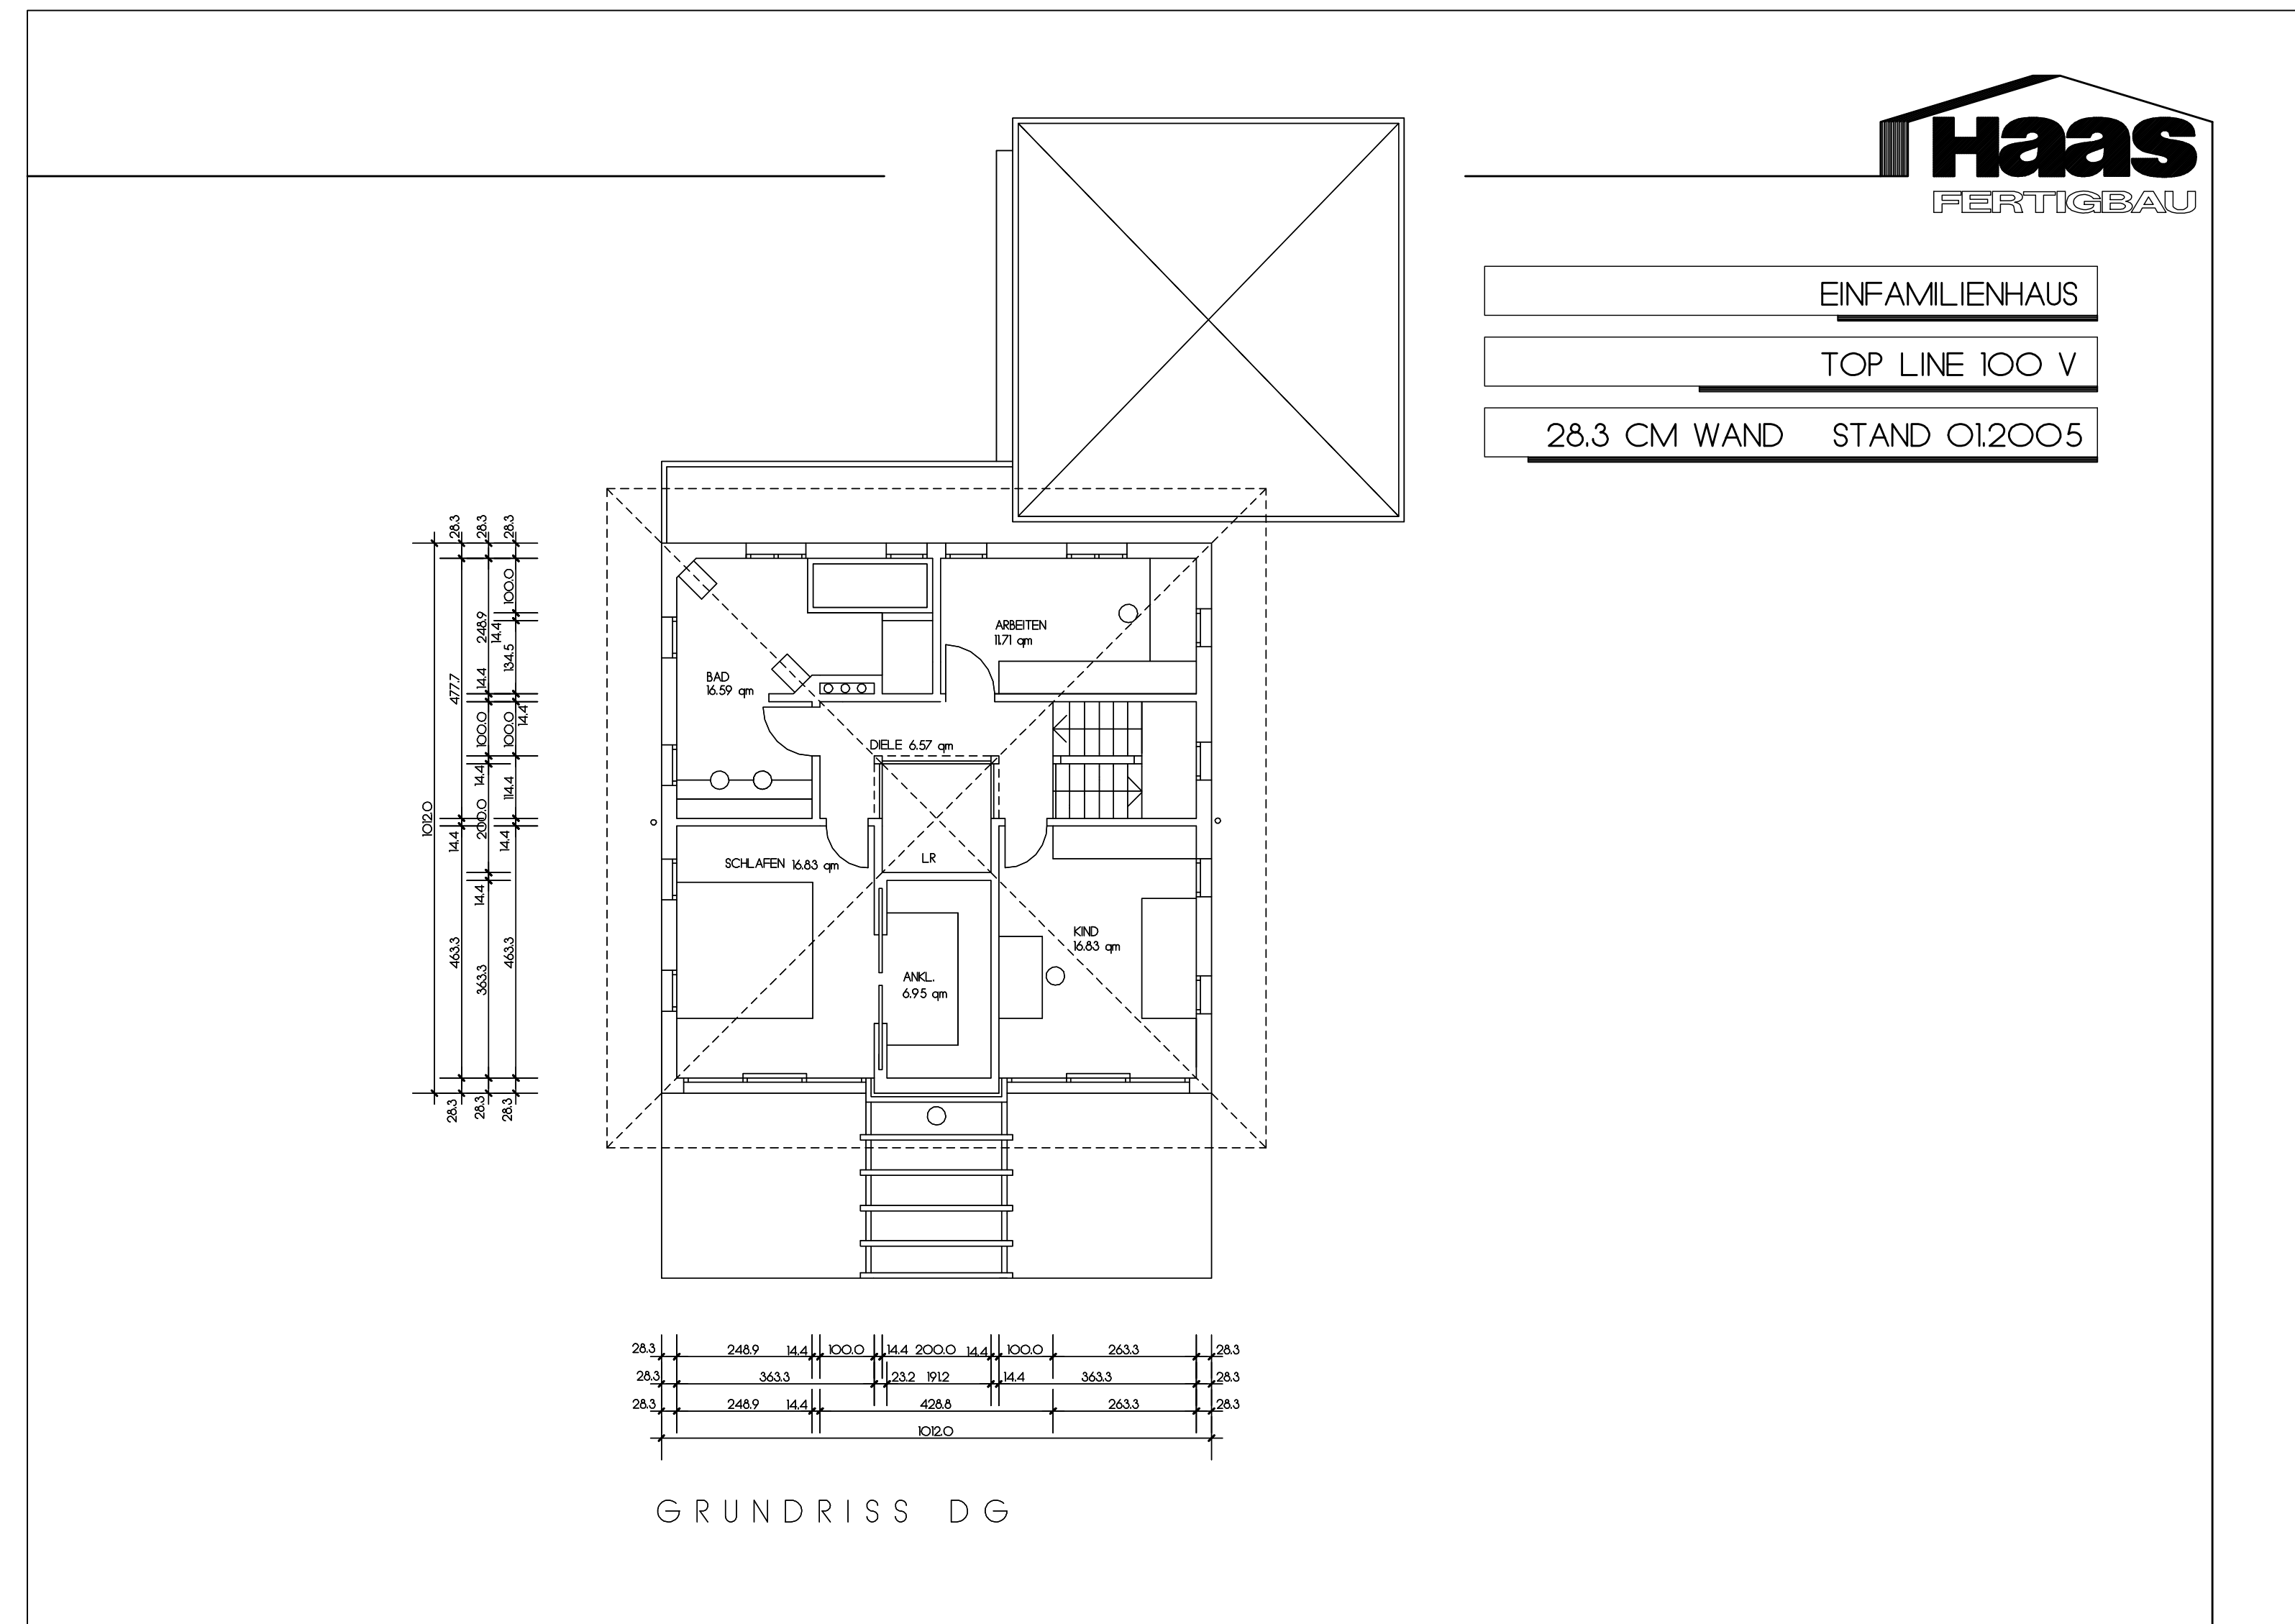 Haas
FERTIGBAU
EINFAMILIENHAUS
TOP LINE 100 V
28.3 CM WAND STAND 01.2005
ARBEITEN
11.71 qm
BAD
16.59 qm
DIELE 6.57 qm
LR
SCHLAFEN 16.83 qm
KIND
16.83 qm
ANKL.
6.95 qm
1012.0
28.3
477.7
14.4
463.3
28.3
28.3
248.9
14.4
100.0
14.4
200.0
14.4
363.3
28.3
28.3
100.0
14.4
134.5
14.4
100.0
114.4
14.4
463.3
28.3
28.3 248.9 14.4 100.0 14.4 200.0 14.4 100.0 263.3 28.3
28.3 363.3 23.2 191.2 14.4 363.3 28.3
28.3 248.9 14.4 428.8 263.3 28.3
1012.0
GRUNDRISS DG